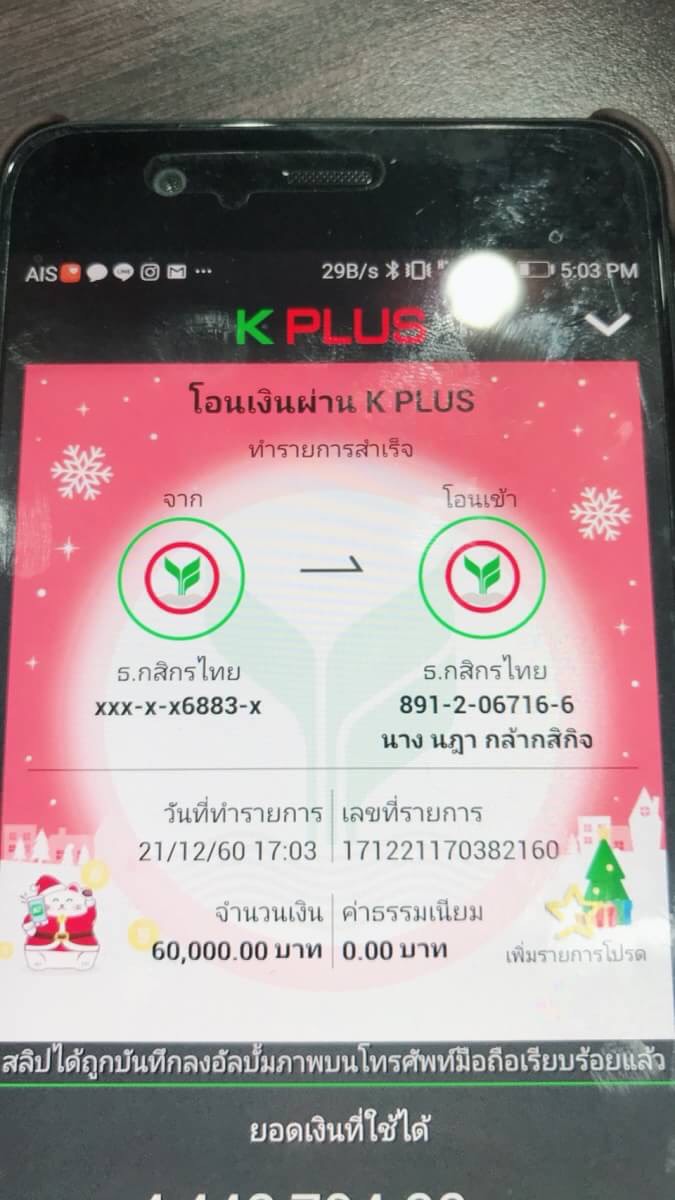 AIS LINE ... 29B/s 5:03 PM
K PLUS
โอนเงินผ่าน K PLUS
ทำรายการสำเร็จ
จาก โอนเข้า
ธ.กสิกรไทย ธ.กสิกรไทย
xxx-x-x6883-x 891-2-06716-6
นาง นฎา กล้ากสิกิจ
วันที่ทำรายการ เลขที่รายการ
21/12/60 17:03 171221170382160
จำนวนเงิน ค่าธรรมเนียม
60,000.00 บาท 0.00 บาท
เพิ่มรายการโปรด
สลิปได้ถูกบันทึกลงอัลบั้มภาพบนโทรศัพท์มือถือเรียบร้อยแล้ว
ยอดเงินที่ใช้ได้